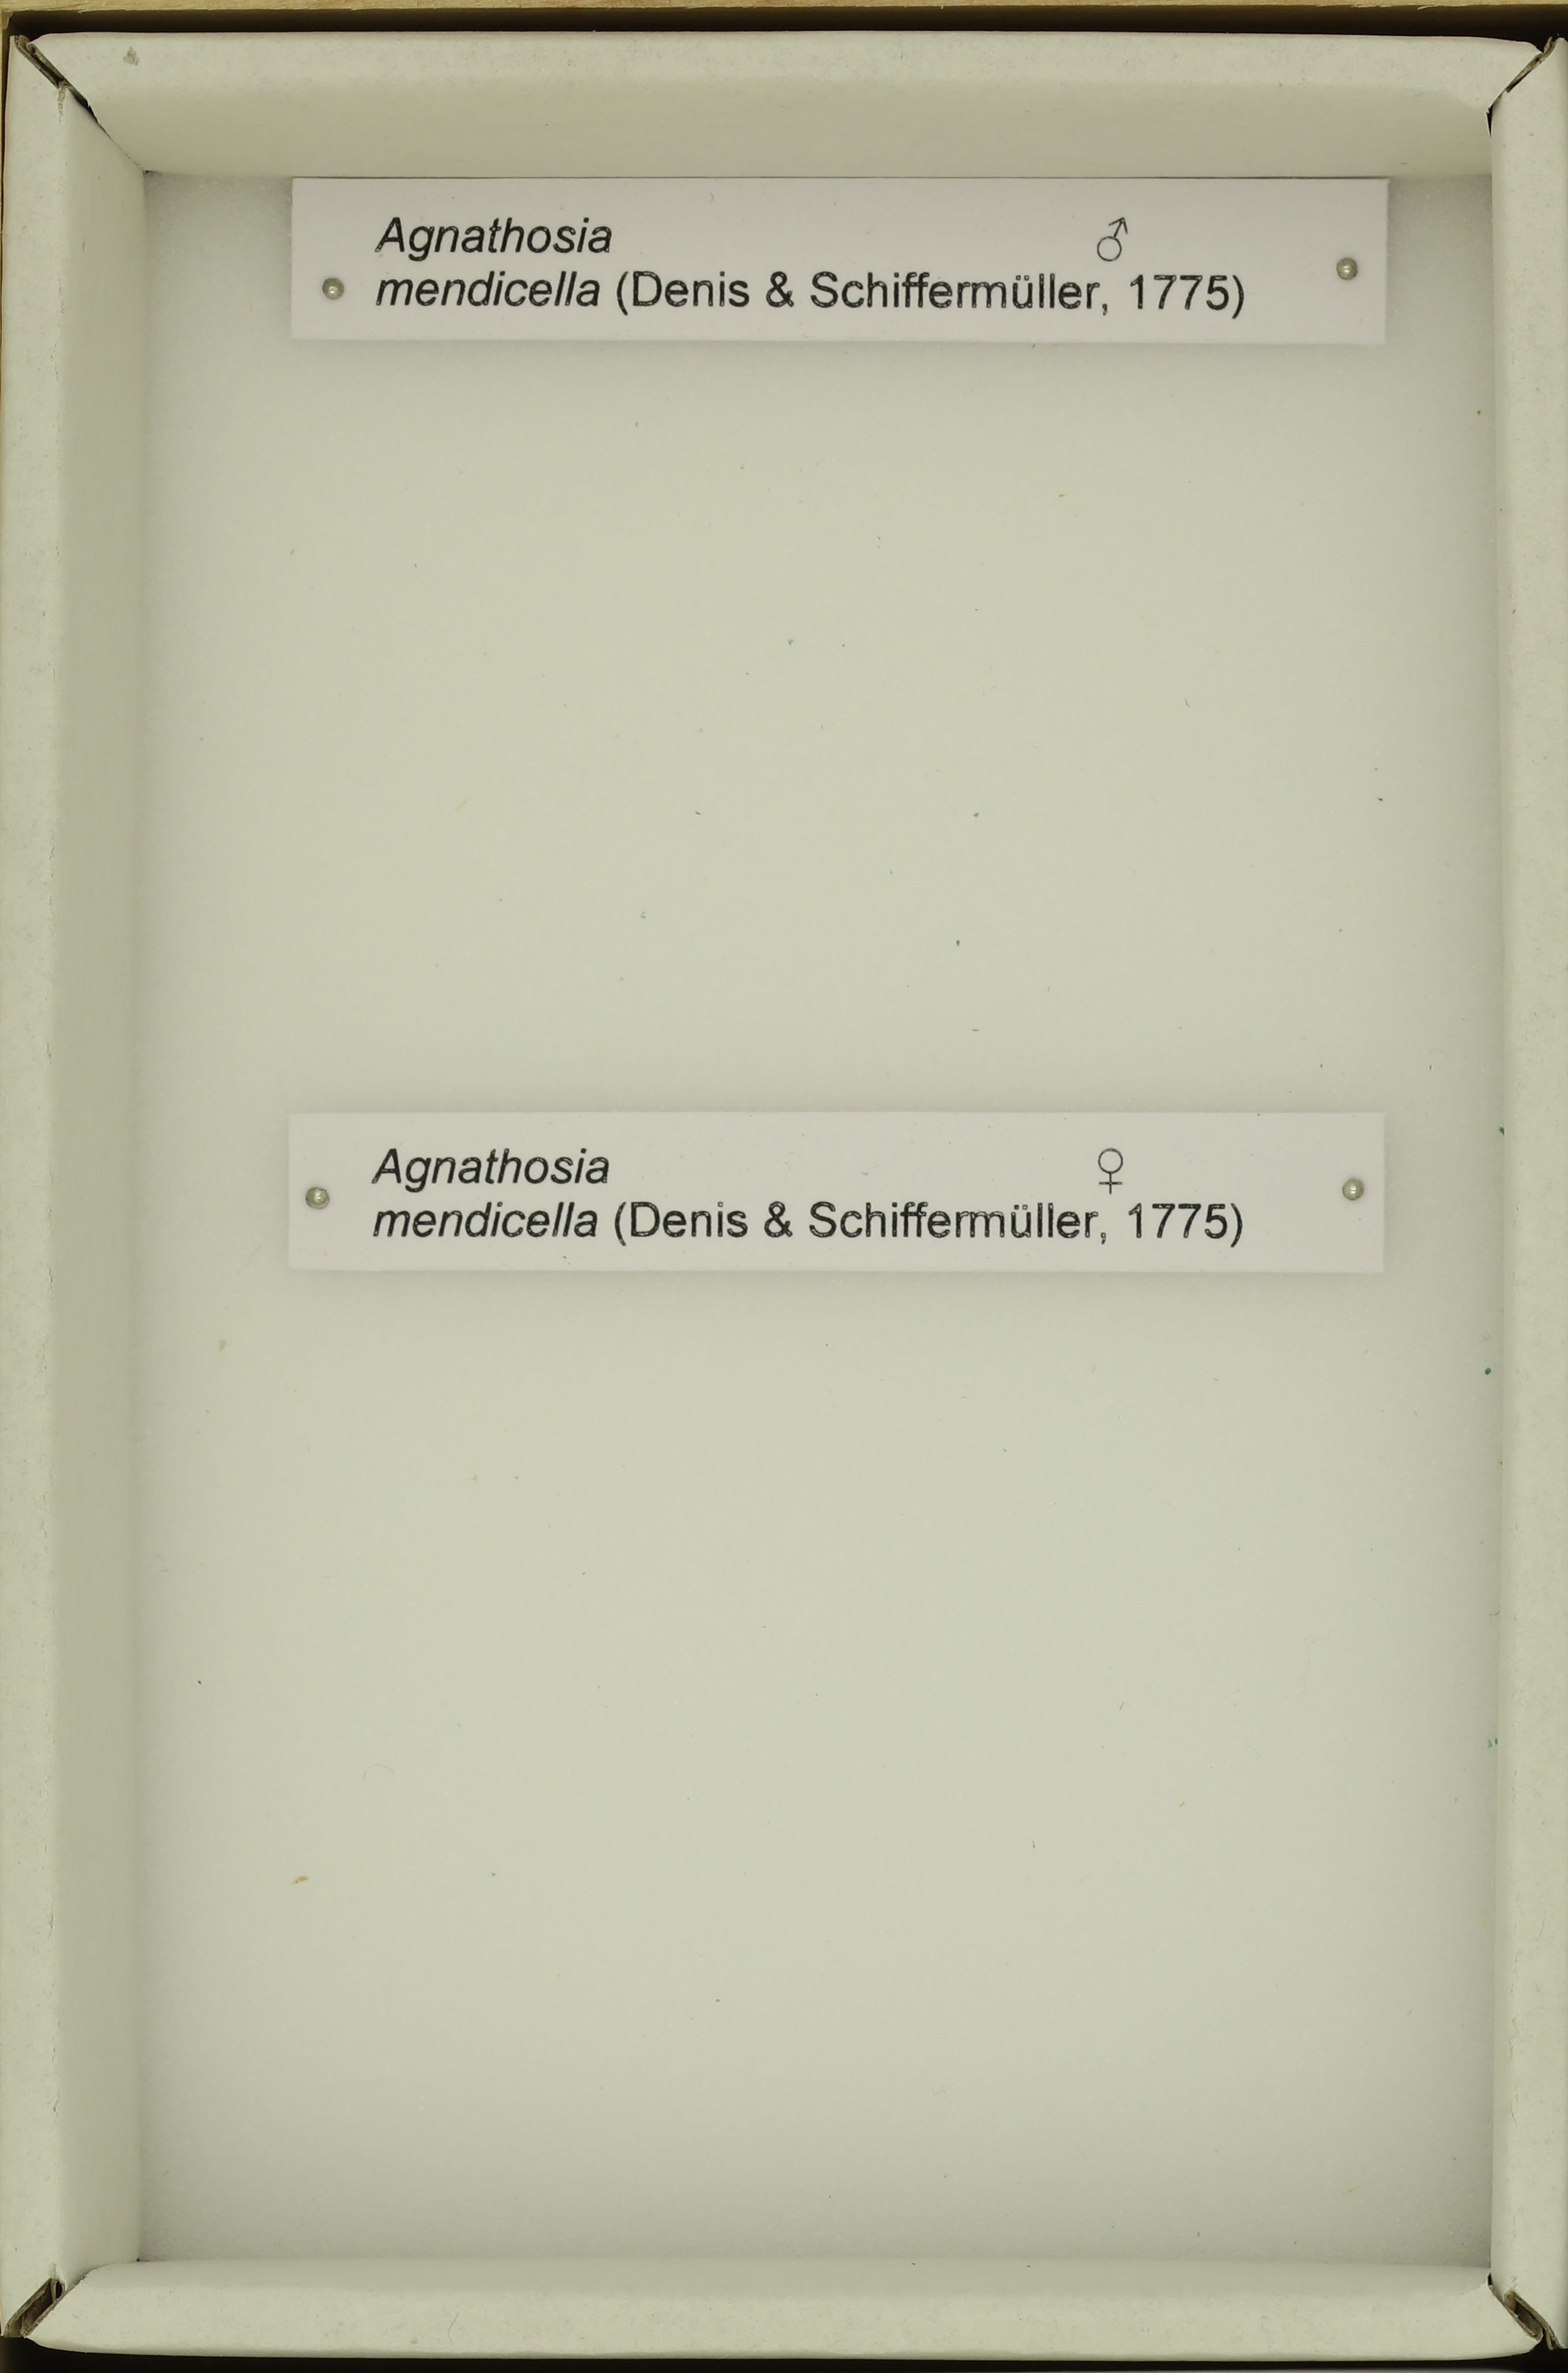 Agnathosia ♂
mendicella (Denis & Schiffermüller, 1775)
Agnathosia ♀
mendicella (Denis & Schiffermüller, 1775)